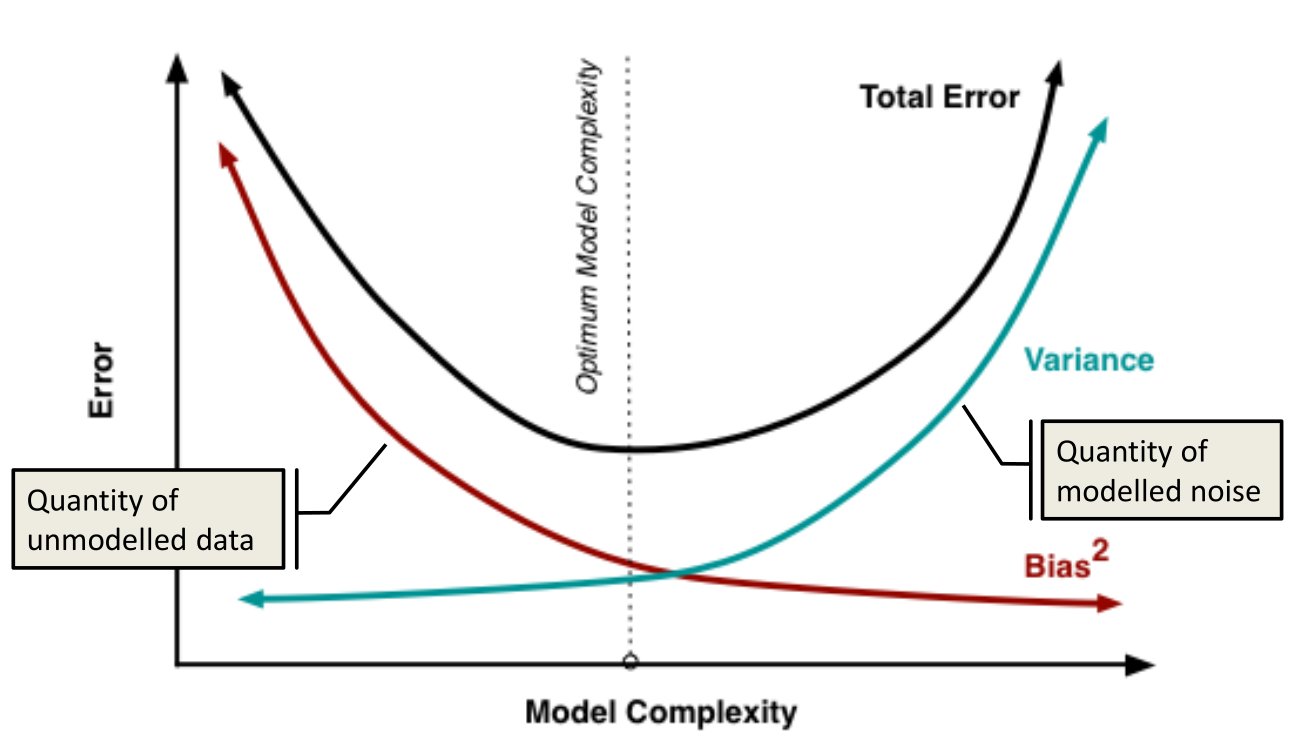 Optimum Model Complexity
Total Error
Error
Variance
Quantity of
modelled noise
Quantity of
unmodelled data
Bias²
Model Complexity